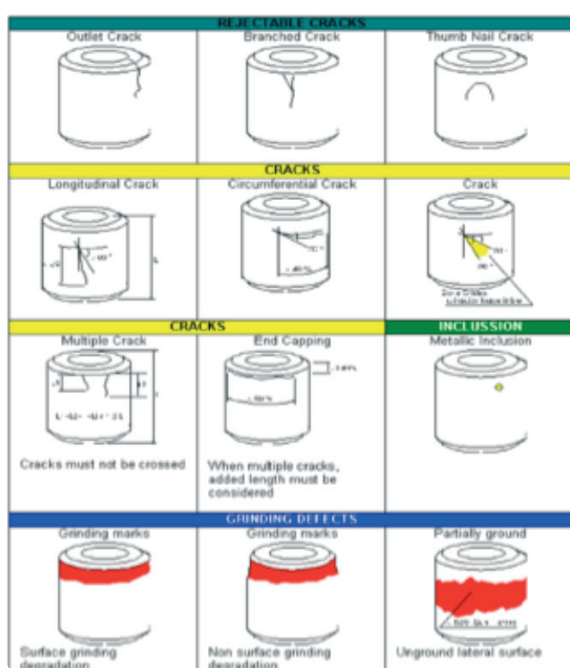 REJECTABLE CRACKS
Outlet Crack
Branched Crack
Thumb Nail Crack
CRACKS
Longitudinal Crack
Circumferential Crack
Crack
CRACKS
INCLUSSION
Multiple Crack
End Capping
Metallic Inclusion
Cracks must not be crossed
When multiple cracks,
added length must be
considered
GRINDING DEFECTS
Grinding marks
Grinding marks
Partially ground
Surface grinding
degradation
Non surface grinding
degradation
Unground lateral surface